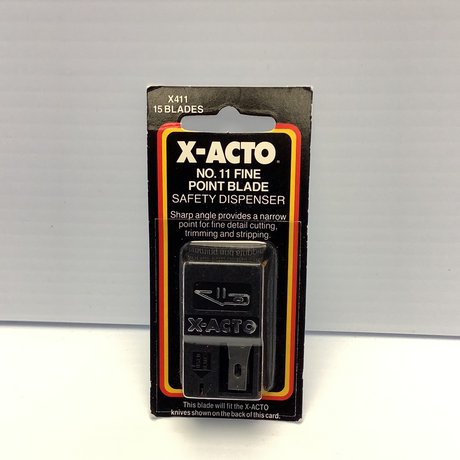 X411
15 BLADES
X-ACTO
NO. 11 FINE
POINT BLADE
SAFETY DISPENSER
Sharp angle provides a narrow
point for fine detail cutting,
trimming and stripping.
11
X-ACTO
This blade will fit the X-ACTO
knives shown on the back of this card.